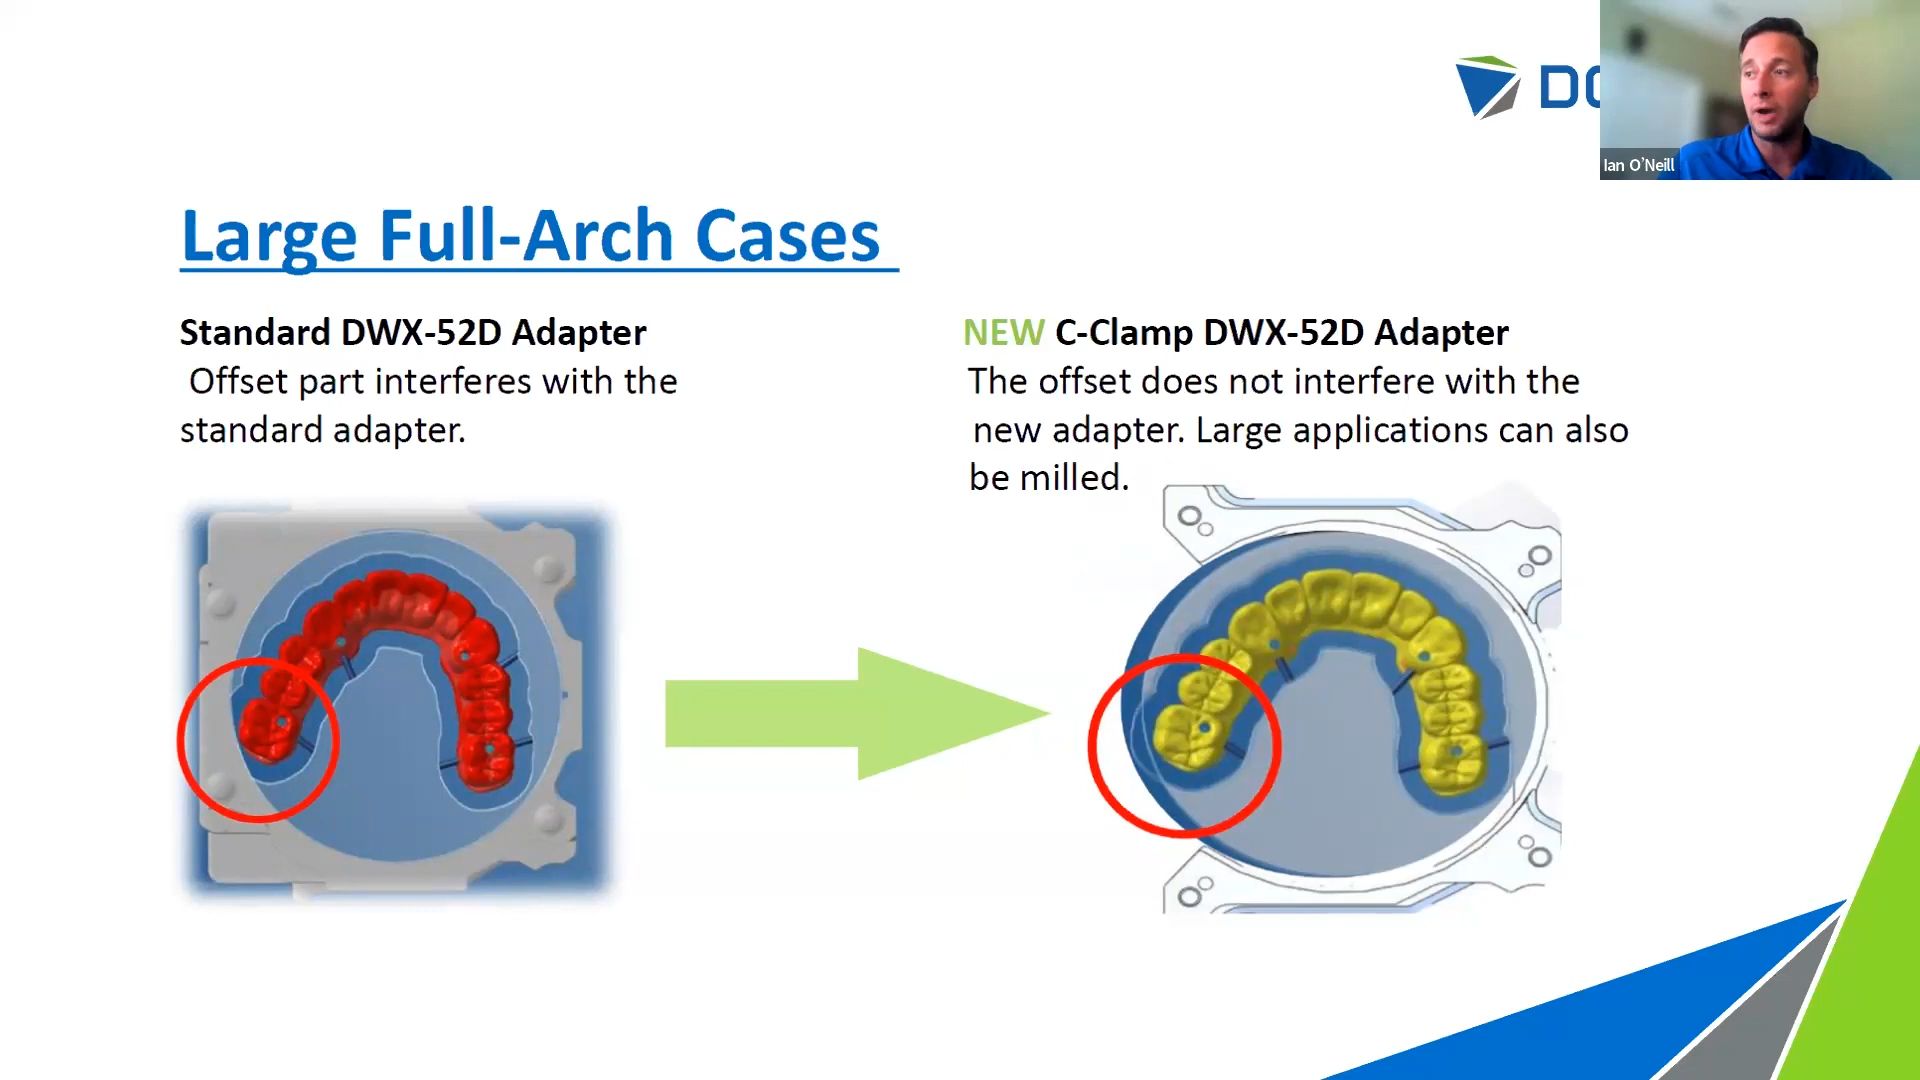 Ian O'Neill
Large Full-Arch Cases
Standard DWX-52D Adapter
Offset part interferes with the
standard adapter.
NEW C-Clamp DWX-52D Adapter
The offset does not interfere with the
new adapter. Large applications can also
be milled.